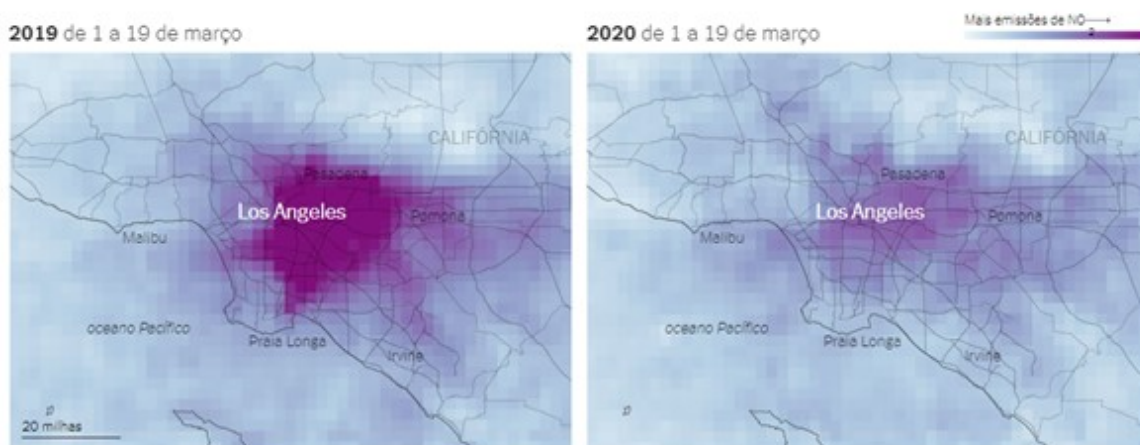 2019 de 1 a 19 de março
2020 de 1 a 19 de março
Mais emissões de NO
2
CALIFÓRNIA
Pasadena
Los Angeles
Pomona
Malibu
oceano Pacífico
Praia Longa
Irvine
20 milhas
CALIFÓRNIA
Pasadena
Los Angeles
Pomona
Malibu
oceano Pacífico
Praia Longa
Irvine